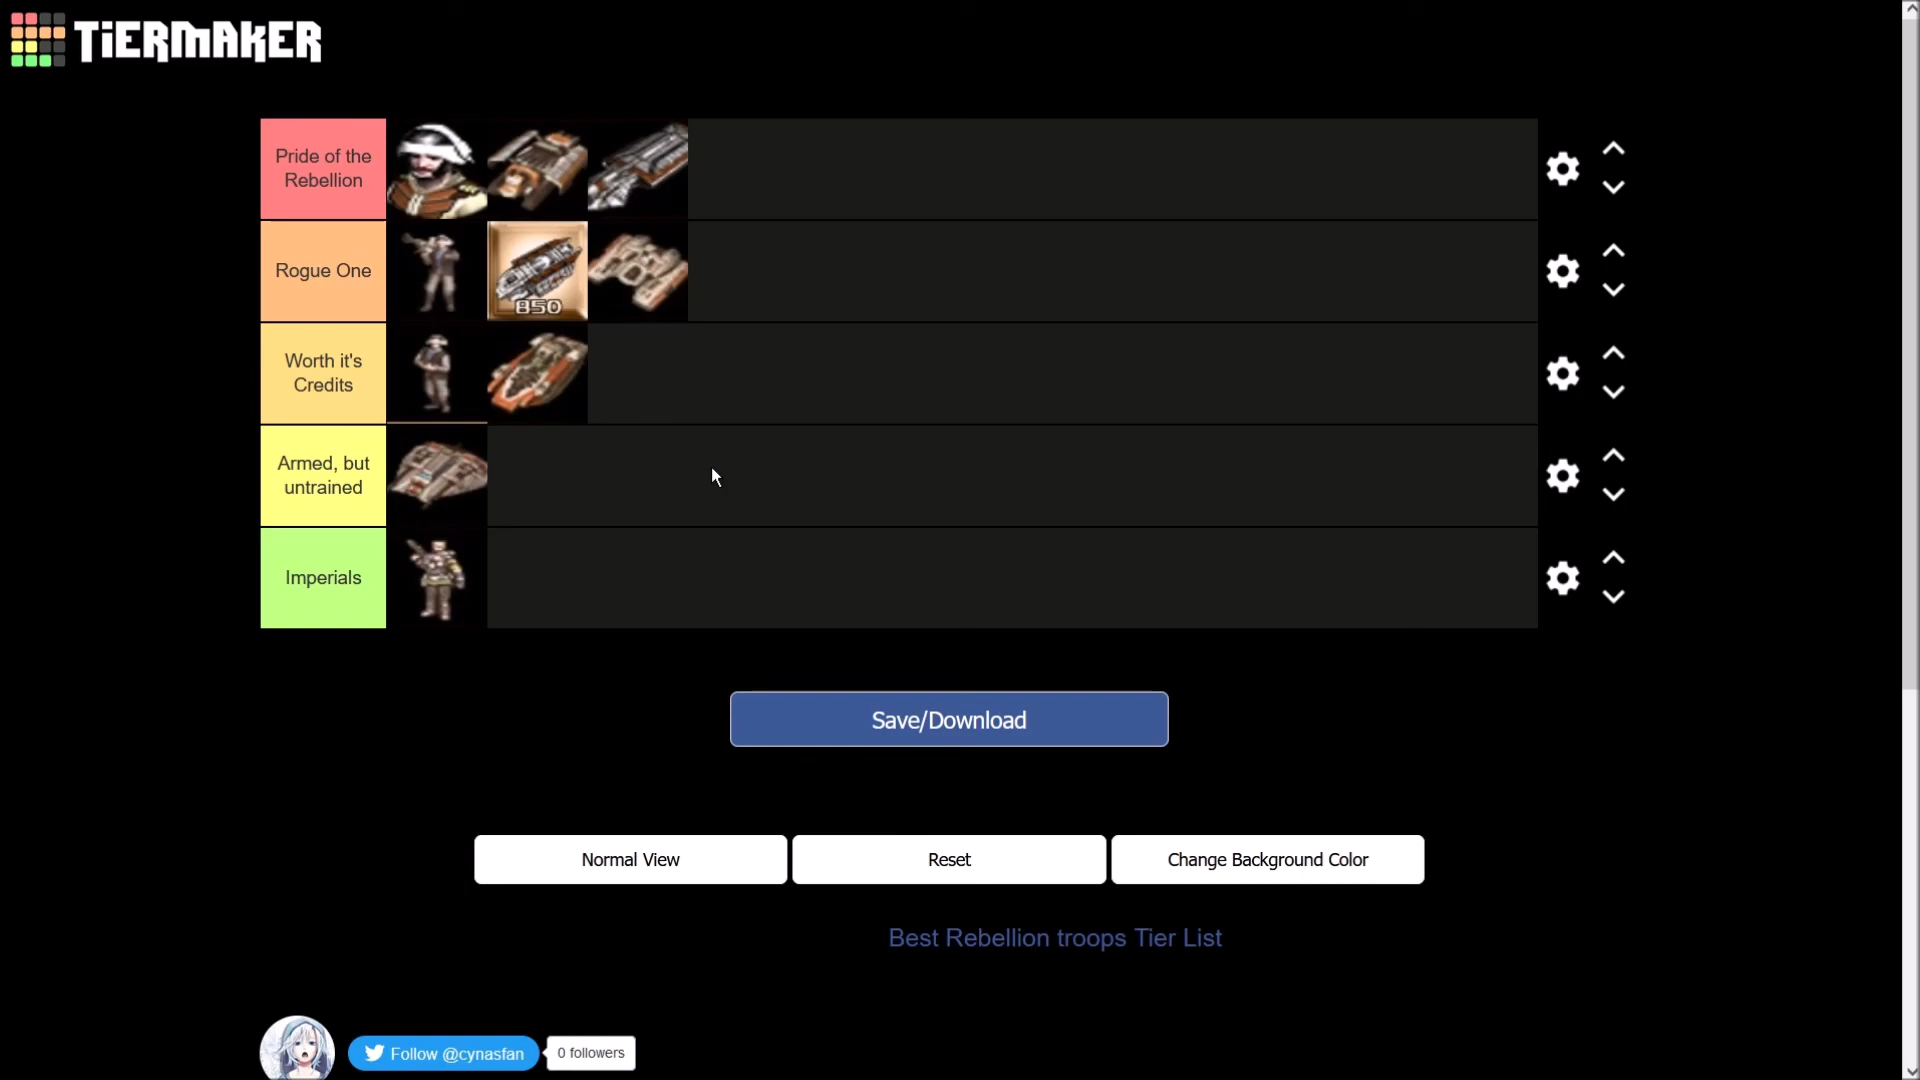 TiERMAKER
Pride of the
Rebellion
Rogue One
850
Worth it's
Credits
Armed, but
untrained
Imperials
Save/Download
Normal View
Reset
Change Background Color
Best Rebellion troops Tier List
Follow @cynasfan
0 followers